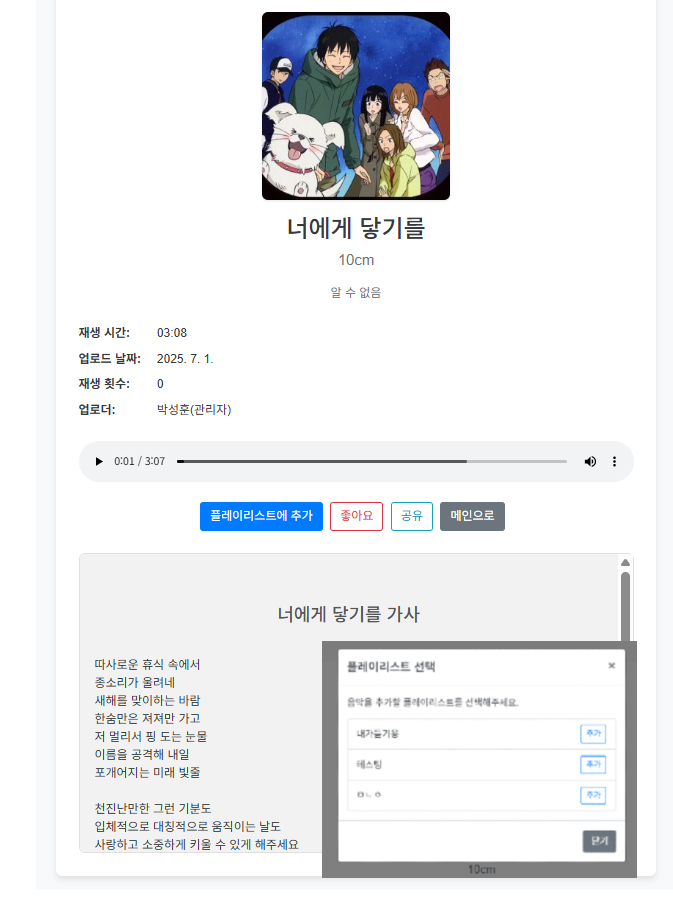 너에게 닿기를
10cm
알 수 없음
재생 시간: 03:08
업로드 날짜: 2025. 7. 1.
재생 횟수: 0
업로더: 박성훈(관리자)
0:01 / 3:07
플레이리스트에 추가 좋아요 공유 메인으로
너에게 닿기를 가사
따사로운 휴식 속에서
종소리가 울려네
새해를 맞이하는 바람
한숨만은 져져만 가고
저 멀리서 핑 도는 눈물
이름을 공격해 내일
포개어지는 미래 빛줄
천진난만한 그런 기분도
입체적으로 대칭적으로 움직이는 날도
사랑하고 소중하게 키울 수 있게 해주세요
플레이리스트 선택 ×
음악을 추가할 플레이리스트를 선택해주세요.
내가들기용 추가
테스팅 추가
ㅁㄴㅇ 추가
닫기
10cm